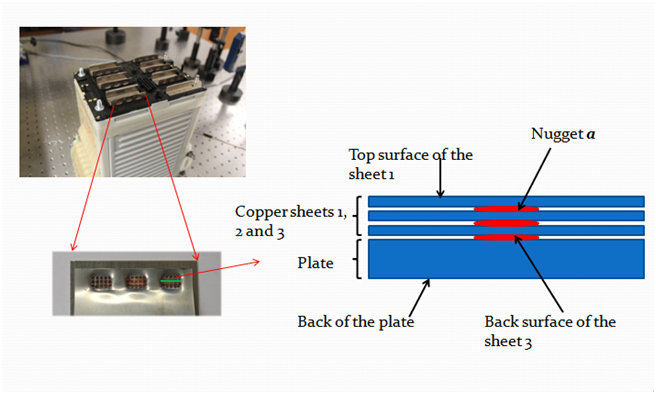 Nugget a
Top surface of the
sheet 1
Copper sheets 1,
2 and 3
Plate
Back of the plate
Back surface of the
sheet 3